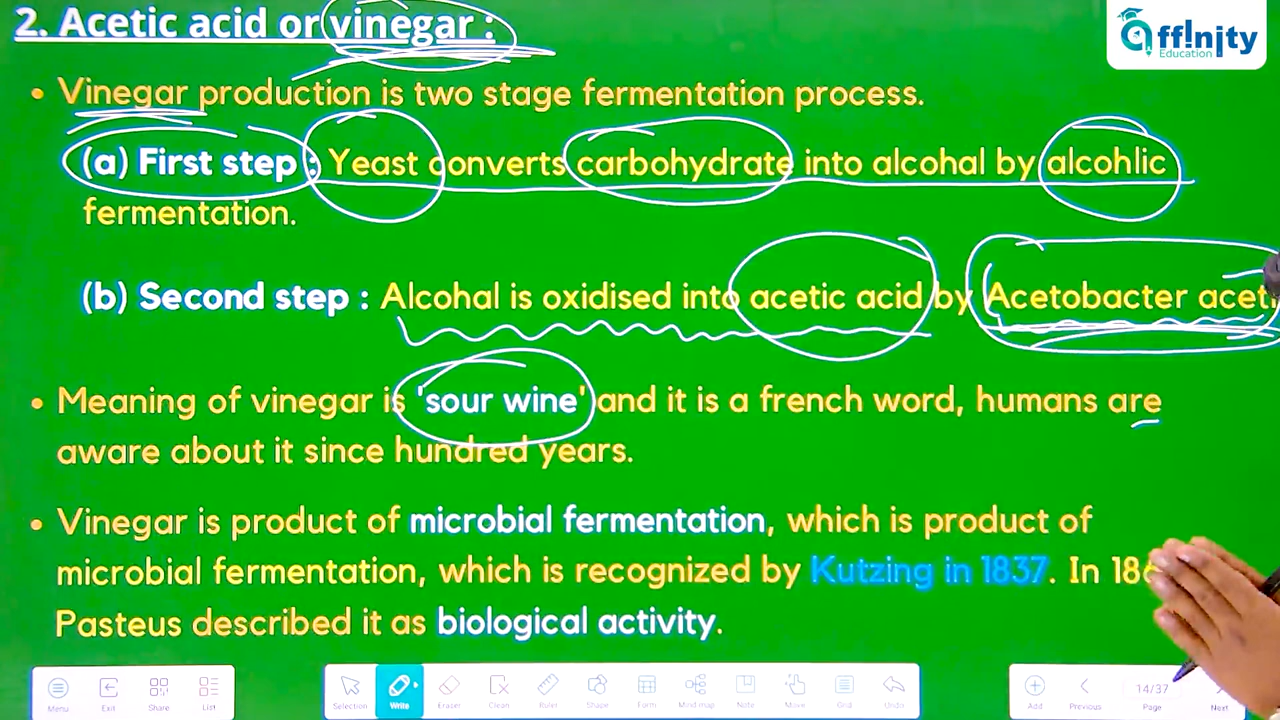 2. Acetic acid or vinegar :
affinity
Education
• Vinegar production is two stage fermentation process.
(a) First step : Yeast converts carbohydrate into alcohal by alcohlic
fermentation.
(b) Second step : Alcohal is oxidised into acetic acid by Acetobacter
• Meaning of vinegar is 'sour wine' and it is a french word, humans are
aware about it since hundred years.
• Vinegar is product of microbial fermentation, which is product of
microbial fermentation, which is recognized by Kutzing in 1837. In
Pasteus described it as biological activity.
Menu Exit Share List Selection Write Eraser Clean Ruler Shape Form Mind map Note Move Grid Undo Add Previous 14/37 Page Next